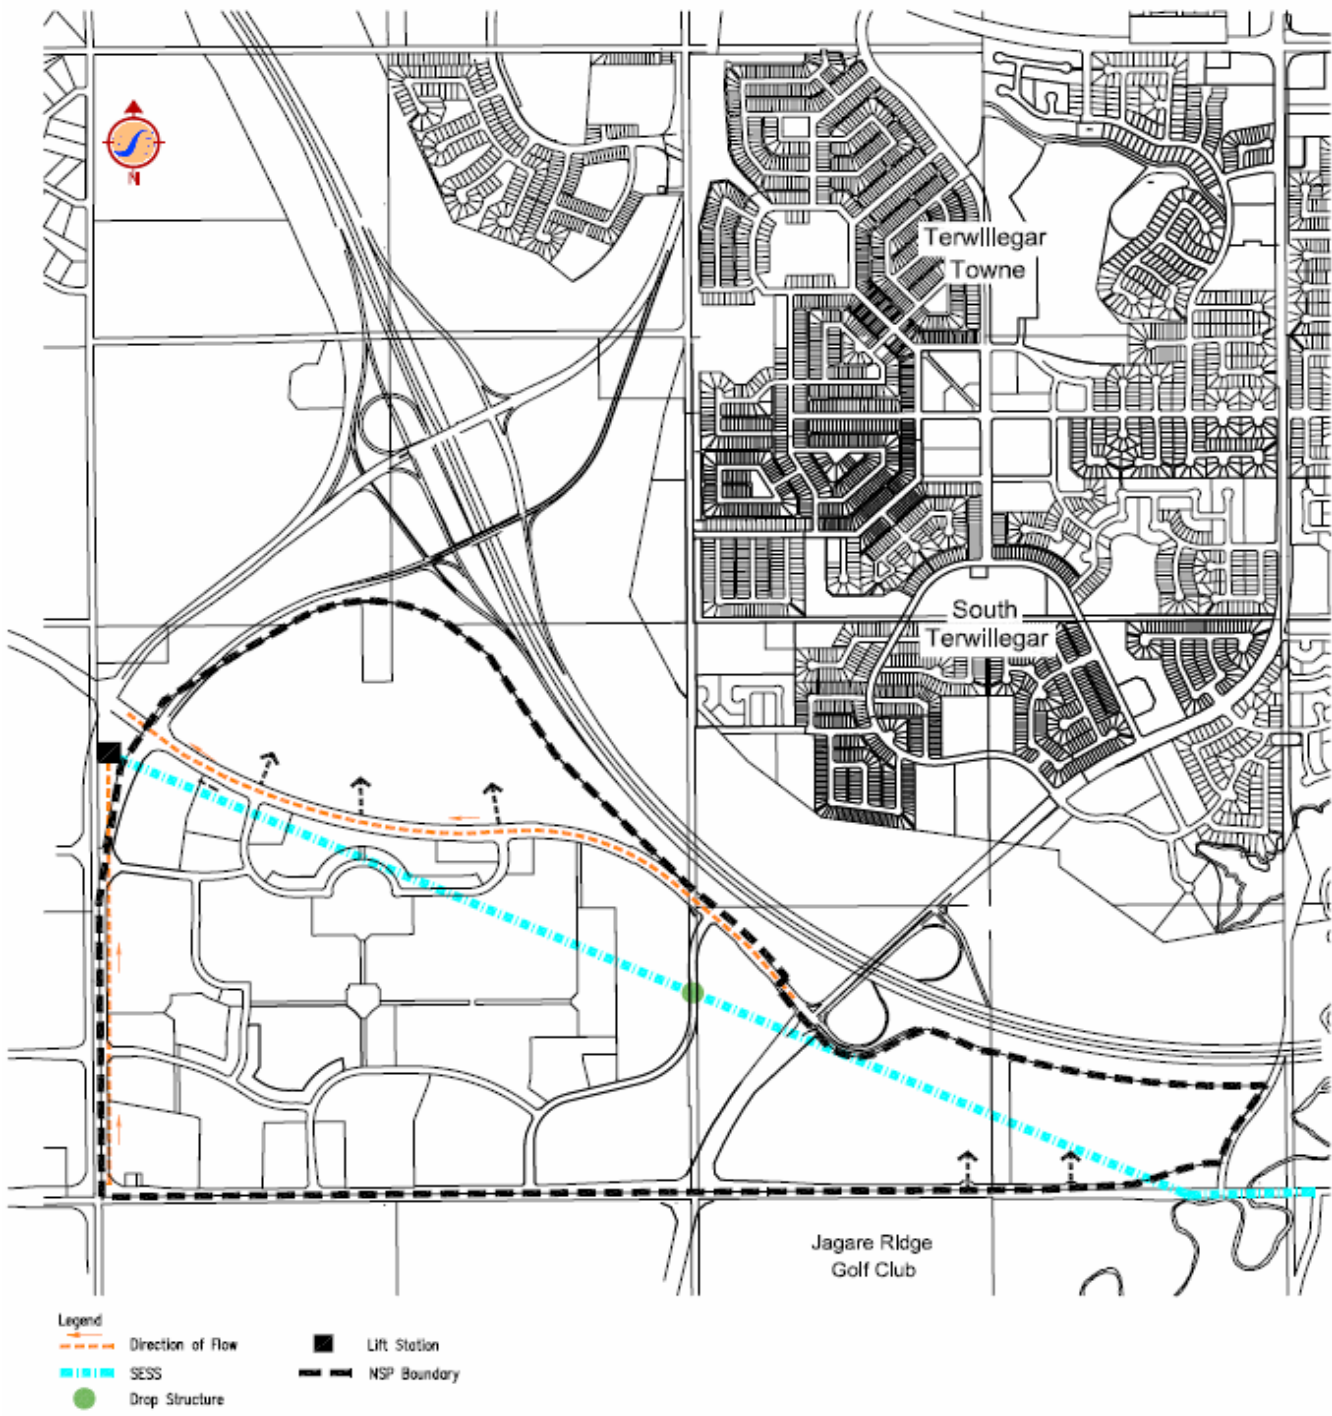 N
Terwillegar
Towne
South
Terwillegar
Jagare Ridge
Golf Club
Legend
Direction of Flow
Lift Station
SESS
NSP Boundary
Drop Structure